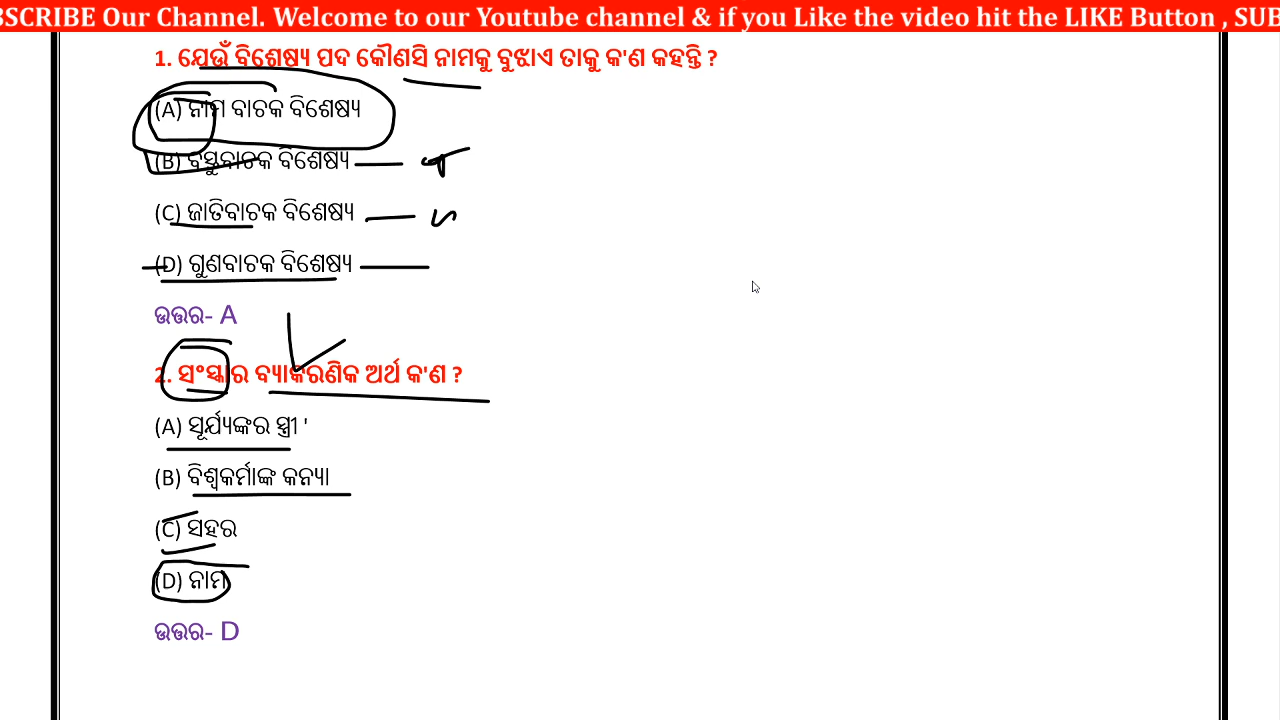 BSCRIBE Our Channel. Welcome to our Youtube channel & if you Like the video hit the LIKE Button , SUB
1. ଯେଉଁ ବିଶେଷ୍ୟ ପଦ କୌଣସି ନାମକୁ ବୁଝାଏ ତାକୁ କ'ଣ କହନ୍ତି ?
(A) ନାମ ବାଚକ ବିଶେଷ୍ୟ
(B) ବସ୍ତୁବାଚକ ବିଶେଷ୍ୟ
(C) ଜାତିବାଚକ ବିଶେଷ୍ୟ
(D) ଗୁଣବାଚକ ବିଶେଷ୍ୟ
ଉତ୍ତର- A
2. ସଂସ୍କାର ବ୍ୟାକରଣିକ ଅର୍ଥ କ'ଣ ?
(A) ସୂର୍ଯ୍ୟଙ୍କର ସ୍ତ୍ରୀ '
(B) ବିଶ୍ୱକର୍ମାଙ୍କ କନ୍ୟା
(C) ସହର
(D) ନାମ
ଉତ୍ତର- D